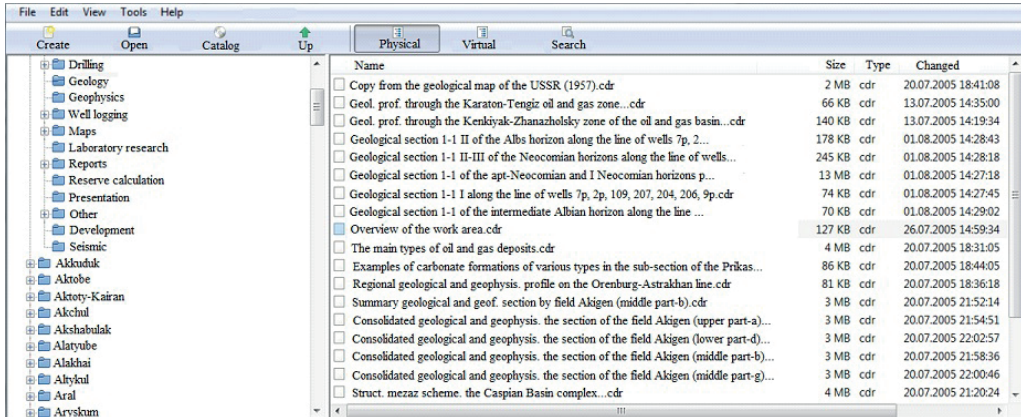 File Edit View Tools Help
Create Open Catalog Up Physical Virtual Search
Drilling
Geology
Geophysics
Well logging
Maps
Laboratory research
Reports
Reserve calculation
Presentation
Other
Development
Seismic
Akkuduk
Aktobe
Aktoty-Kairan
Akchul
Akshabulak
Alatyube
Alakhai
Altykul
Aral
Aryskum
Name Size Type Changed
Copy from the geological map of the USSR (1957).cdr 2 MB cdr 20.07.2005 18:41:08
Geol. prof. through the Karaton-Tengiz oil and gas zone...cdr 66 KB cdr 13.07.2005 14:35:00
Geol. prof. through the Kenkiyak-Zhanazholsky zone of the oil and gas basin...cdr 140 KB cdr 13.07.2005 14:19:34
Geological section 1-1 II of the Albs horizon along the line of wells 7p, 2... 178 KB cdr 01.08.2005 14:28:43
Geological section 1-1 II-III of the Neocomian horizons along the line of wells... 245 KB cdr 01.08.2005 14:28:18
Geological section 1-1 of the apt-Neocomian and I Neocomian horizons p... 13 MB cdr 01.08.2005 14:27:18
Geological section 1-1 I along the line of wells 7p, 2p, 109, 207, 204, 206, 9p.cdr 74 KB cdr 01.08.2005 14:27:45
Geological section 1-1 of the intermediate Albian horizon along the line ... 70 KB cdr 01.08.2005 14:29:02
Overview of the work area.cdr 127 KB cdr 26.07.2005 14:59:34
The main types of oil and gas deposits.cdr 4 MB cdr 20.07.2005 18:31:05
Examples of carbonate formations of various types in the sub-section of the Prikas... 86 KB cdr 20.07.2005 18:44:05
Regional geological and geophysis. profile on the Orenburg-Astrakhan line.cdr 81 KB cdr 20.07.2005 18:36:18
Summary geological and geof. section by field Akigen (middle part-b).cdr 3 MB cdr 20.07.2005 21:52:14
Consolidated geological and geophysis. the section of the field Akigen (upper part-a)... 3 MB cdr 20.07.2005 21:54:51
Consolidated geological and geophysis. the section of the field Akigen (lower part-d)... 3 MB cdr 20.07.2005 22:02:57
Consolidated geological and geophysis. the section of the field Akigen (middle part-b)... 3 MB cdr 20.07.2005 21:58:36
Consolidated geological and geophysis. the section of the field Akigen (middle part-g)... 3 MB cdr 20.07.2005 22:00:46
Struct. mezaz scheme. the Caspian Basin complex...cdr 4 MB cdr 20.07.2005 21:20:24